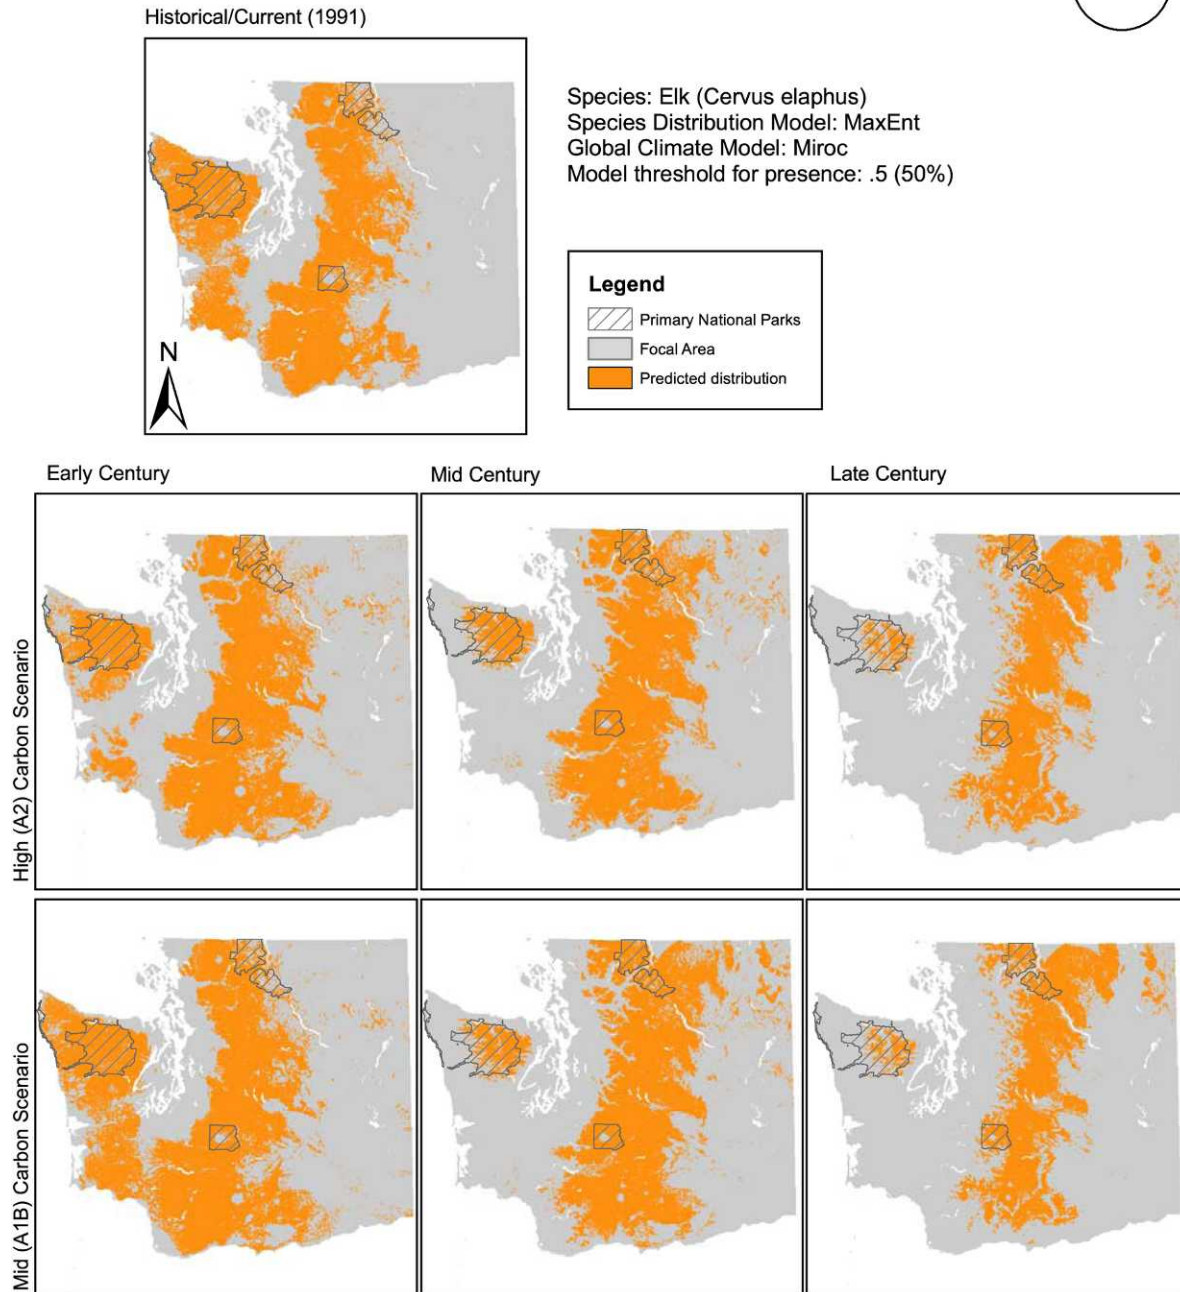 Historical/Current (1991)
Species: Elk (Cervus elaphus)
Species Distribution Model: MaxEnt
Global Climate Model: Miroc
Model threshold for presence: .5 (50%)
Legend
Primary National Parks
Focal Area
Predicted distribution
N
Early Century
Mid Century
Late Century
High (A2) Carbon Scenario
Mid (A1B) Carbon Scenario